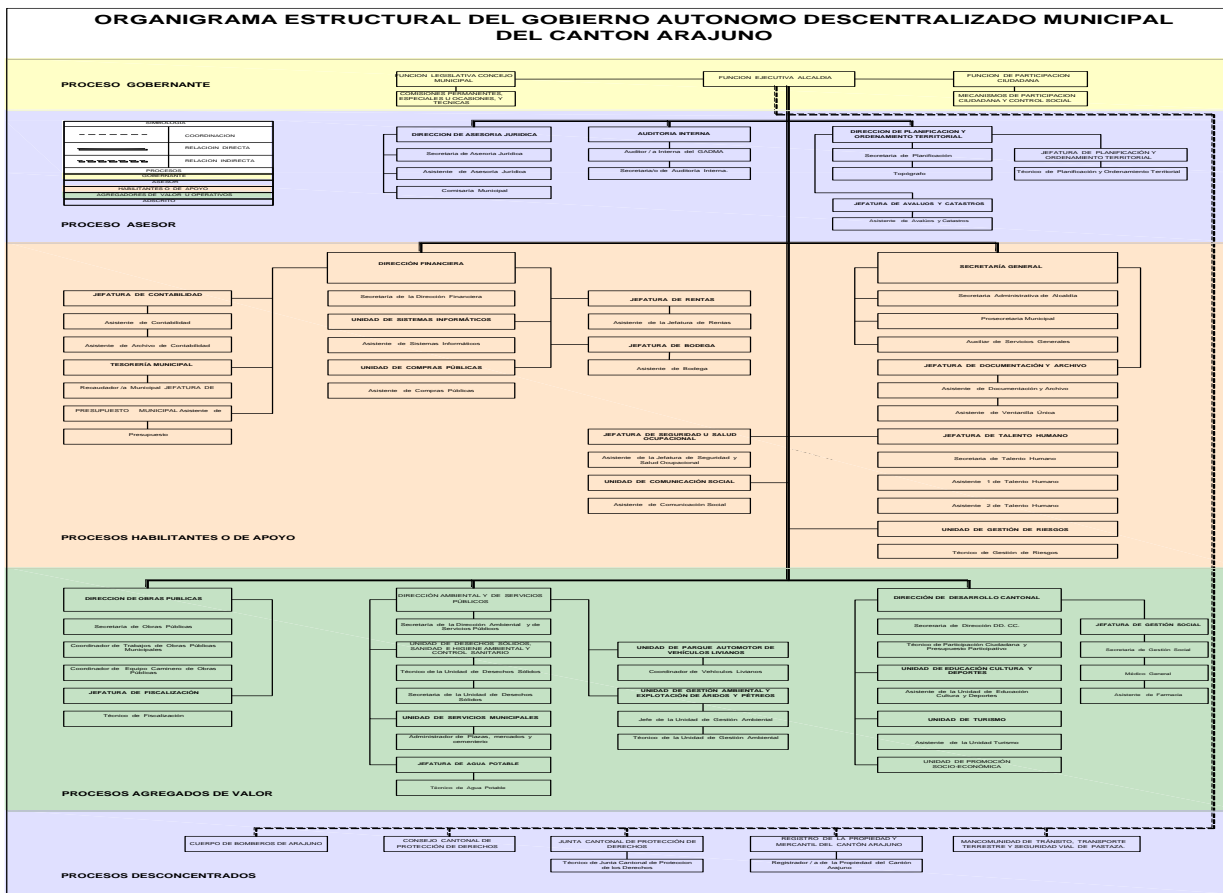 ORGANIGRAMA ESTRUCTURAL DEL GOBIERNO AUTONOMO DESCENTRALIZADO MUNICIPAL
DEL CANTON ARAJUNO
PROCESO GOBERNANTE
FUNCION LEGISLATIVA CONCEJO
MUNICIPAL
COMISIONES PERMANENTES,
ESPECIALES U OCASIONES, Y
TECNICAS
FUNCION EJECUTIVA ALCALDIA
FUNCION DE PARTICIPACION
CIUDADANA
MECANISMOS DE PARTICIPACION
CIUDADANA Y CONTROL SOCIAL
SIMBOLOGIA
COORDINACION
RELACION DIRECTA
RELACION INDIRECTA
PROCESOS
GOBERNANTE
ASESOR
HABILITANTES O DE APOYO
AGREGADORES DE VALOR U OPERATIVOS
ADSCRITO
DIRECCION DE ASESORIA JURIDICA
Secretaria de Asesoria Jurídica
Asistente de Asesoria Jurídica
Comisaría Municipal
AUDITORIA INTERNA
Auditor / a Interna del GADMA
Secretaria/o de Auditoria Interna.
DIRECCION DE PLANIFICACION Y
ORDENAMIENTO TERRITORIAL
Secretaria de Planificación
Topógrafo
JEFATURA DE AVALUOS Y CATASTROS
Asistente de Avalúos y Catastros
JEFATURA DE PLANIFICACIÓN Y
ORDENAMIENTO TERRITORIAL
Técnico de Planificación y Ordenamiento Territorial
PROCESO ASESOR
DIRECCIÓN FINANCIERA
Secretaria de la Dirección Financiera
UNIDAD DE SISTEMAS INFORMÁTICOS
Asistente de Sistemas Informáticos
UNIDAD DE COMPRAS PÚBLICAS
Asistente de Compras Públicas
JEFATURA DE CONTABILIDAD
Asistente de Contabilidad
Asistente de Archivo de Contabilidad
TESORERÍA MUNICIPAL
Recaudador /a Municipal JEFATURA DE
PRESUPUESTO MUNICIPAL Asistente de
Presupuesto
JEFATURA DE RENTAS
Asistente de la Jefatura de Rentas
JEFATURA DE BODEGA
Asistente de Bodega
JEFATURA DE SEGURIDAD U SALUD
OCUPACIONAL
Asistente de la Jefatura de Seguridad y
Salud Ocupacional
UNIDAD DE COMUNICACIÓN SOCIAL
Asistente de Comunicación Social
SECRETARÍA GENERAL
Secretaria Administrativa de Alcaldía
Prosecretaria Municipal
Auxiliar de Servicios Generales
JEFATURA DE DOCUMENTACIÓN Y ARCHIVO
Asistente de Documentación y Archivo
Asistente de Ventanilla Única
JEFATURA DE TALENTO HUMANO
Secretaria de Talento Humano
Asistente 1 de Talento Humano
Asistente 2 de Talento Humano
UNIDAD DE GESTIÓN DE RIESGOS
Técnico de Gestión de Riesgos
PROCESOS HABILITANTES O DE APOYO
DIRECCION DE OBRAS PUBLICAS
Secretaria de Obras Públicas
Coordinador de Trabajos de Obras Públicas
Municipales
Coordinador de Equipo Caminero de Obras
Públicas
JEFATURA DE FISCALIZACIÓN
Técnico de Fiscalización
DIRECCIÓN AMBIENTAL Y DE SERVICIOS
PÚBLICOS
Secretaria de la Dirección Ambiental y de
Servicios Públicos
UNIDAD DE DESECHOS SÓLIDOS,
SANIDAD E HIGIENE AMBIENTAL Y
CONTROL SANITARIO
Técnico de la Unidad de Desechos Sólidos
Secretaria de la Unidad de Desechos
Sólidos
UNIDAD DE SERVICIOS MUNICIPALES
Administrador de Plazas, mercados y
cementerio
JEFATURA DE AGUA POTABLE
Técnico de Agua Potable
UNIDAD DE PARQUE AUTOMOTOR DE
VEHÍCULOS LIVIANOS
Coordinador de Vehículos Livianos
UNIDAD DE GESTIÓN AMBIENTAL Y
EXPLOTACIÓN DE ÁRIDOS Y PÉTREOS
Jefe de la Unidad de Gestión Ambiental
Técnico de la Unidad de Gestión Ambiental
DIRECCIÓN DE DESARROLLO CANTONAL
Secretaria de Dirección DD. CC.
Técnico de Participación Ciudadana y
Presupuesto Participativo
UNIDAD DE EDUCACIÓN CULTURA Y
DEPORTES
Asistente de la Unidad de Educación
Cultura y Deportes
UNIDAD DE TURISMO
Asistente de la Unidad Turismo
UNIDAD DE PROMOCIÓN
SOCIO-ECONÓMICA
JEFATURA DE GESTIÓN SOCIAL
Secretaria de Gestión Social
Médico General
Asistente de Farmacia
PROCESOS AGREGADOS DE VALOR
CUERPO DE BOMBEROS DE ARAJUNO
CONSEJO CANTONAL DE
PROTECCIÓN DE DERECHOS
JUNTA CANTONAL DE PROTECCIÓN DE
DERECHOS
Técnico de Junta Cantonal de Proteccion
de los Derechos
REGISTRO DE LA PROPIEDAD Y
MERCANTIL DEL CANTÓN ARAJUNO
Registrador / a de la Propiedad del Cantón
Arajuno
MANCOMUNIDAD DE TRÁNSITO, TRANSPORTE
TERRESTRE Y SEGURIDAD VIAL DE PASTAZA.
PROCESOS DESCONCENTRADOS